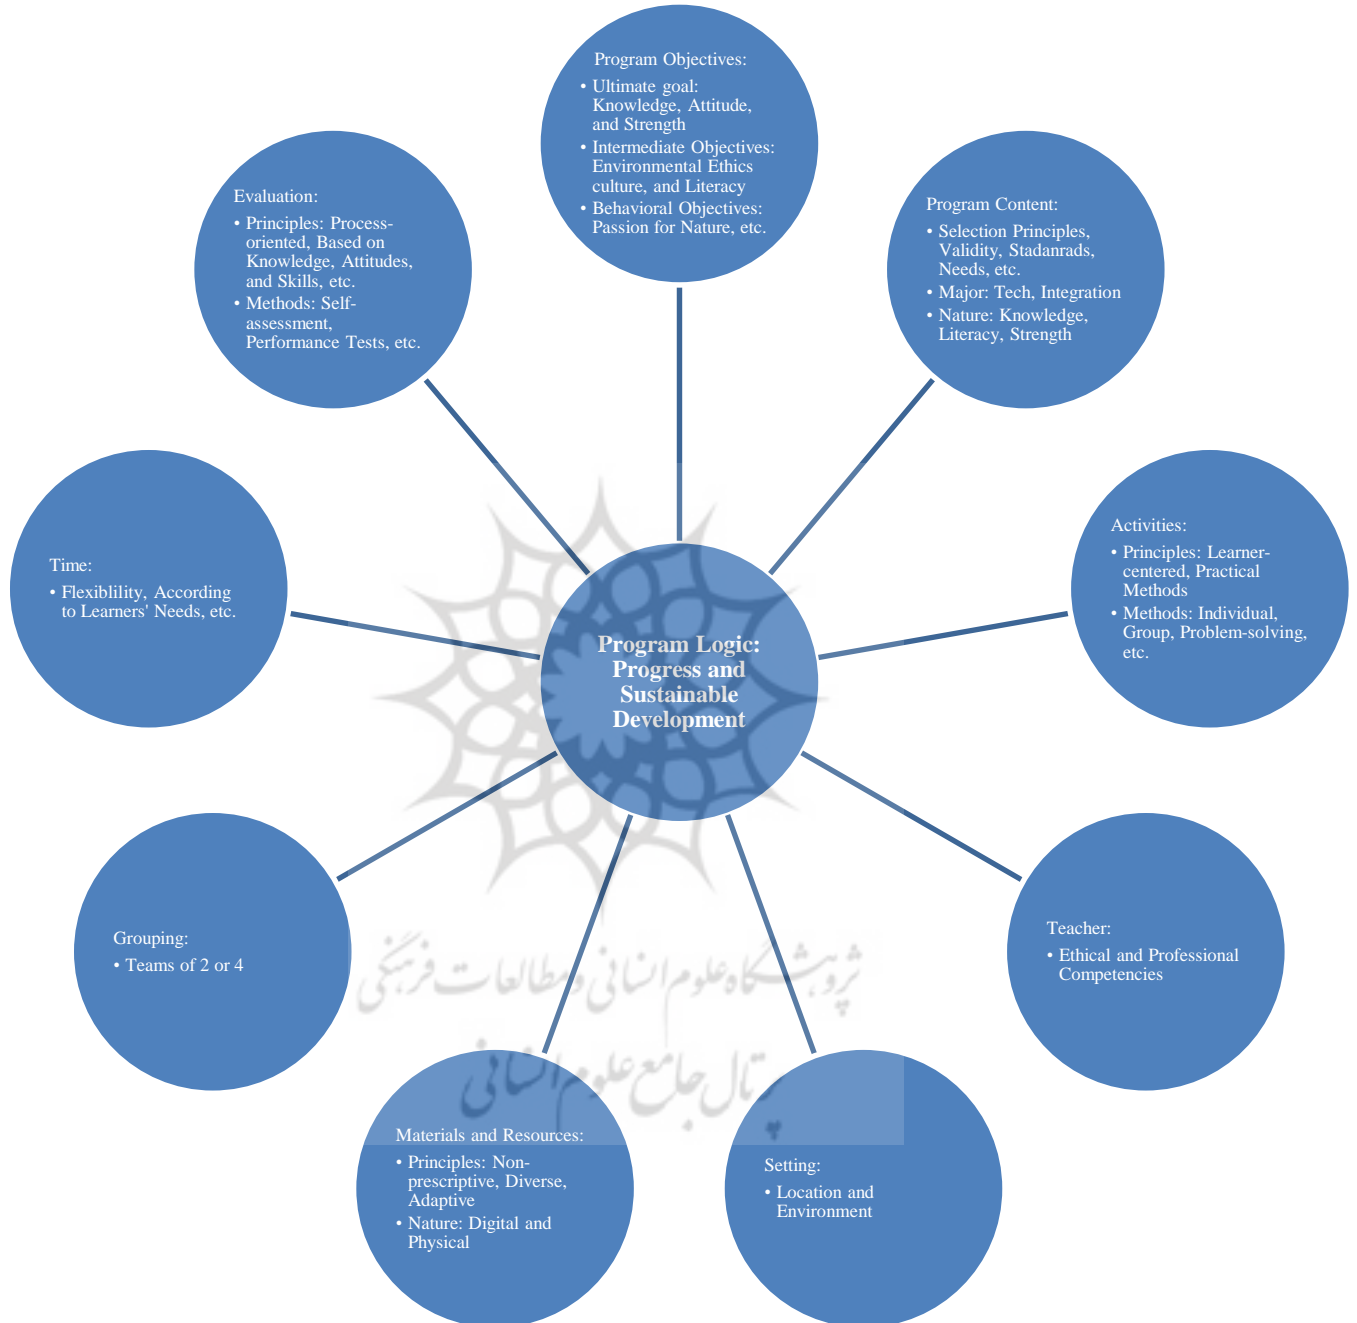 Program Objectives:
• Ultimate goal:
Knowledge, Attitude,
and Strength
• Intermediate Objectives:
Environmental Ethics
culture, and Literacy
• Behavioral Objectives:
Passion for Nature, etc.
Program Content:
• Selection Principles,
Validity, Stadanrads,
Needs, etc.
• Major: Tech, Integration
• Nature: Knowledge,
Literacy, Strength
Activities:
• Principles: Learner-
centered, Practical
Methods
• Methods: Individual,
Group, Problem-solving,
etc.
Teacher:
• Ethical and Professional
Competencies
Setting:
• Location and
Environment
Materials and Resources:
• Principles: Non-
prescriptive, Diverse,
Adaptive
• Nature: Digital and
Physical
Grouping:
• Teams of 2 or 4
Time:
• Flexiblility, According
to Learners' Needs, etc.
Evaluation:
• Principles: Process-
oriented, Based on
Knowledge, Attitudes,
and Skills, etc.
• Methods: Self-
assessment,
Performance Tests, etc.
Program Logic:
Progress and
Sustainable
Development
پژوهشگاه علوم انسانی و مطالعات فرهنگی
پرتال جامع علوم انسانی